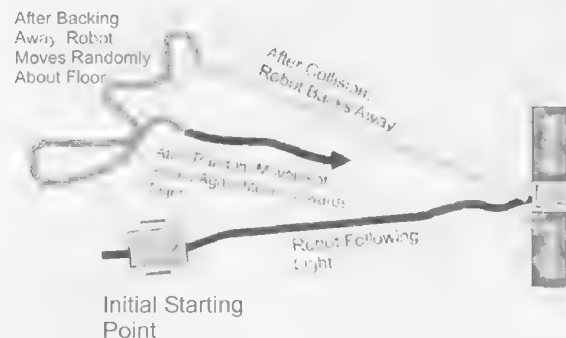 After Backing
Away Robot
Moves Randomly
About Floor
After Collision,
Robot Backs Away
Robot Following
Light
Initial Starting
Point